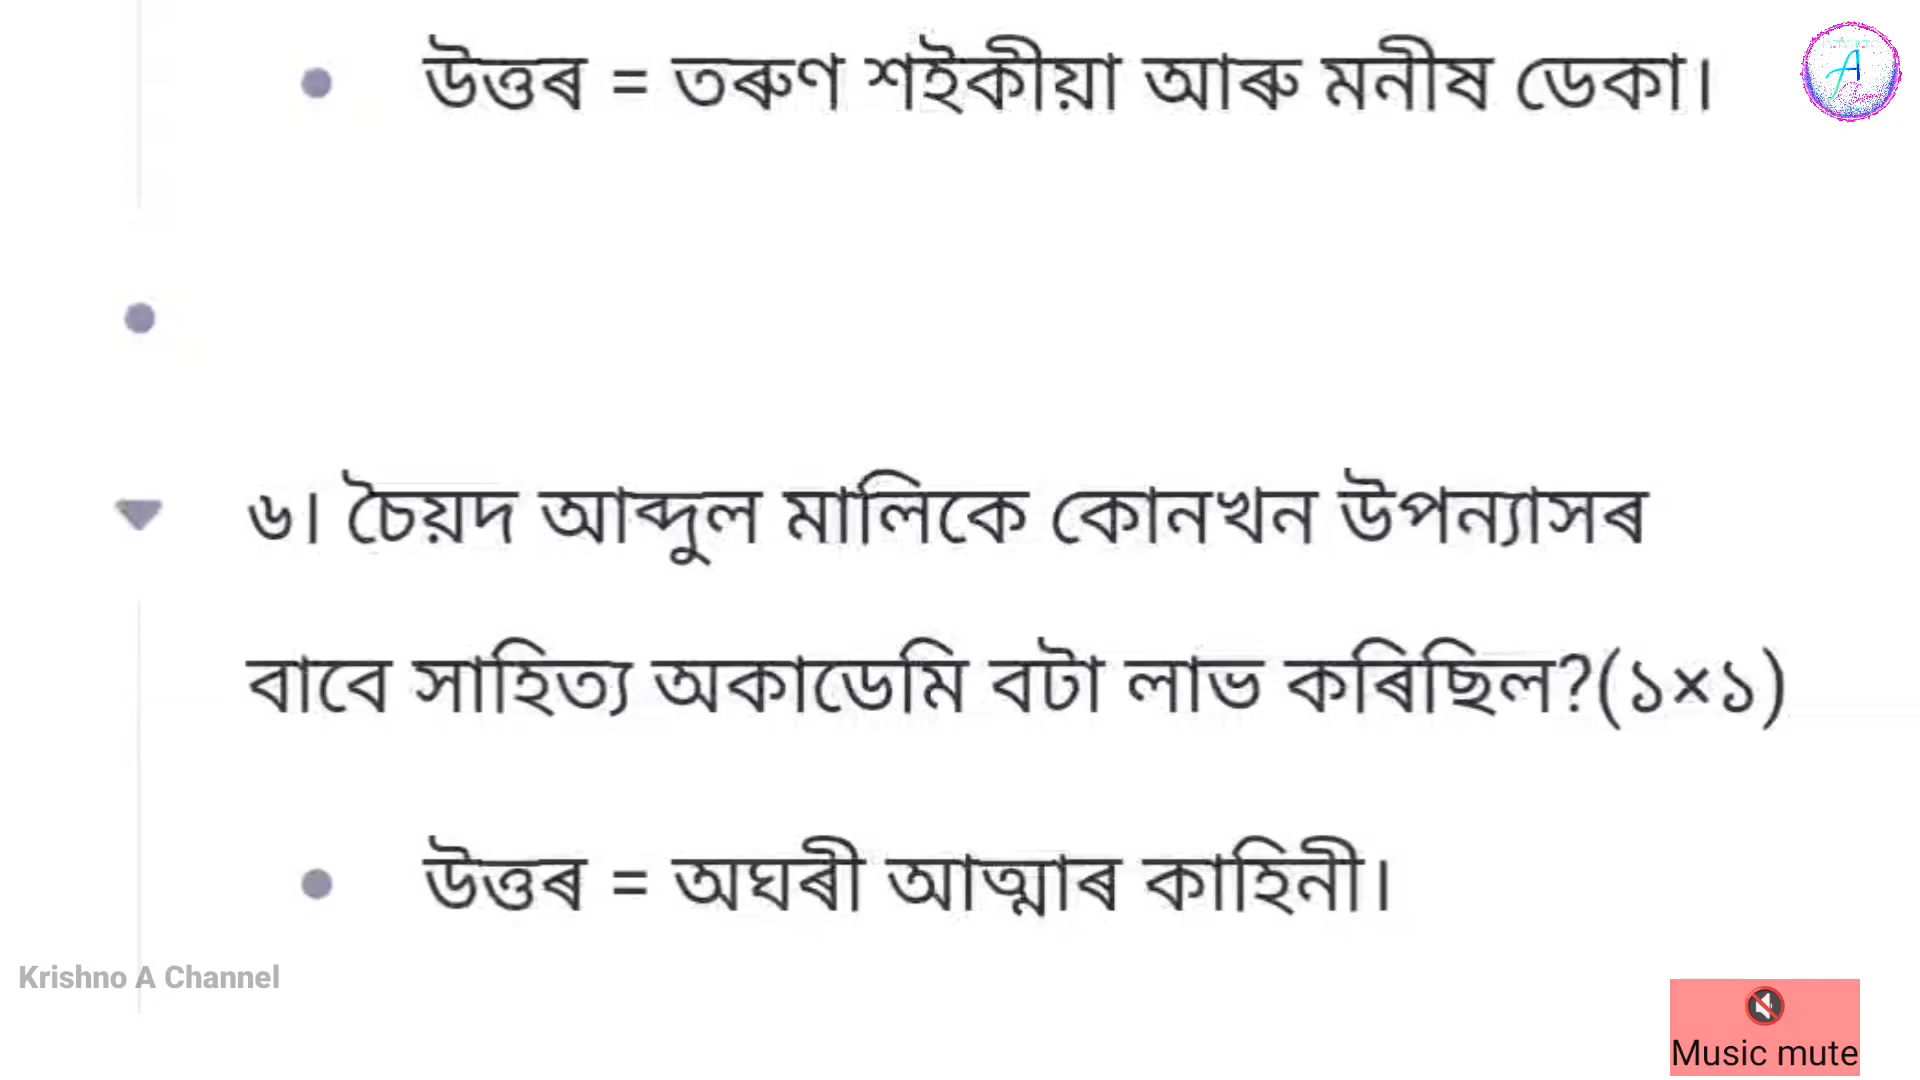 উত্তৰ = তৰুণ শইকীয়া আৰু মনীষ ডেকা।
৬। চৈয়দ আব্দুল মালিকে কোনখন উপন্যাসৰ
বাবে সাহিত্য অকাডেমি বটা লাভ কৰিছিল?(১×১)
উত্তৰ = অঘৰী আত্মাৰ কাহিনী।
Krishno A Channel
Music mute